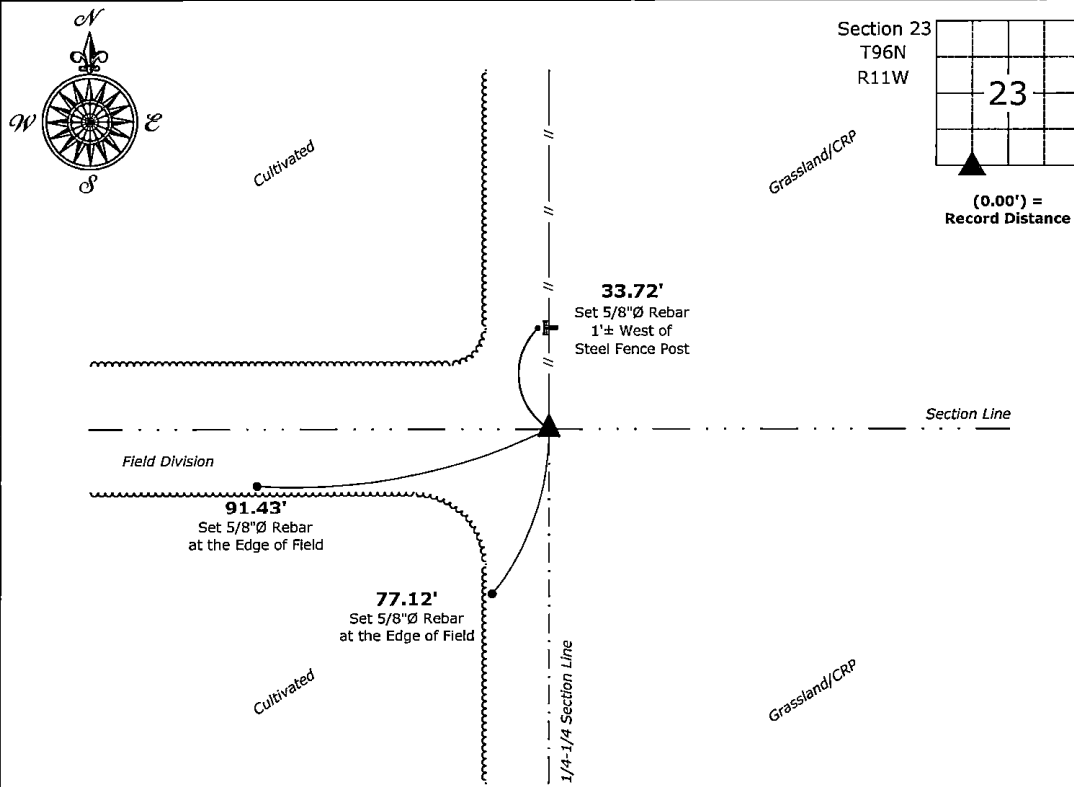 N
W
E
S
Section 23
T96N
R11W
23
(0.00') =
Record Distance
Cultivated
Grassland/CRP
33.72'
Set 5/8"Ø Rebar
1'± West of
Steel Fence Post
Section Line
Field Division
91.43'
Set 5/8"Ø Rebar
at the Edge of Field
77.12'
Set 5/8"Ø Rebar
at the Edge of Field
1/4-1/4 Section Line
Cultivated
Grassland/CRP